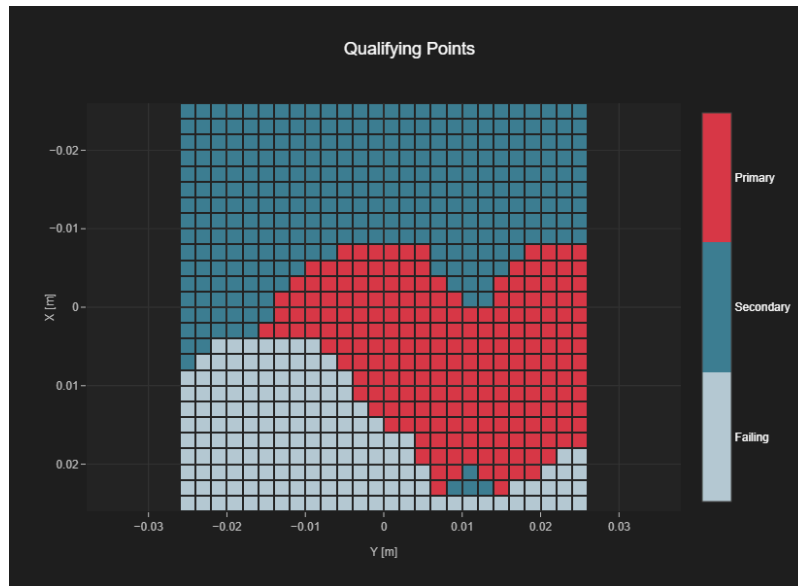 Qualifying Points
−0.02
−0.01
0
0.01
0.02
X [m]
−0.03
−0.02
−0.01
0
0.01
0.02
0.03
Y [m]
Primary
Secondary
Failing